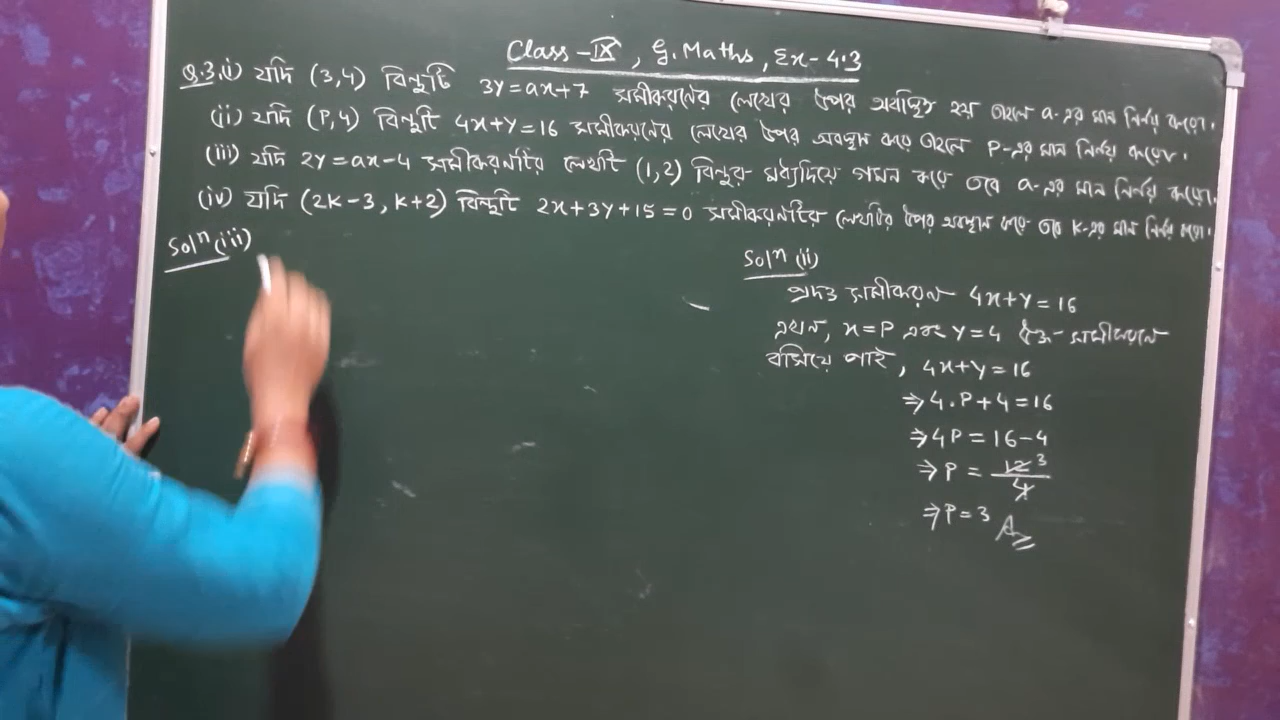 Class - IX, G. Maths, Ex - 4.3
Q.3.i) যদি (3,4) বিন্দুটি 3Y = ax+7 সমীকরণের লেখের উপর অবস্থিত হয় তাহলে a-এর মান নির্ণয় করো।
(ii) যদি (P,4) বিন্দুটি 4x+Y=16 সমীকরণের লেখের উপর অবস্থান করে তাহলে P-এর মান নির্ণয় করো।
(iii) যদি 2Y = ax-4 সমীকরণটির লেখটি (1,2) বিন্দুর মধ্যদিয়ে গমন করে তবে a-এর মান নির্ণয় করো।
(iv) যদি (2K-3, K+2) বিন্দুটি 2x+3Y+15=0 সমীকরণটির লেখটির উপর অবস্থান করে তবে K-এর মান নির্ণয় করো।
Solⁿ (iii)
Solⁿ (ii)
প্রদত্ত সমীকরণ 4x+Y=16
এখন, x=P এবং Y=4 উক্ত সমীকরণে
বসিয়ে পাই, 4x+Y=16
⇒ 4.P+4=16
⇒ 4P = 16-4
⇒ P = 12 3
4
⇒ P = 3 Ans